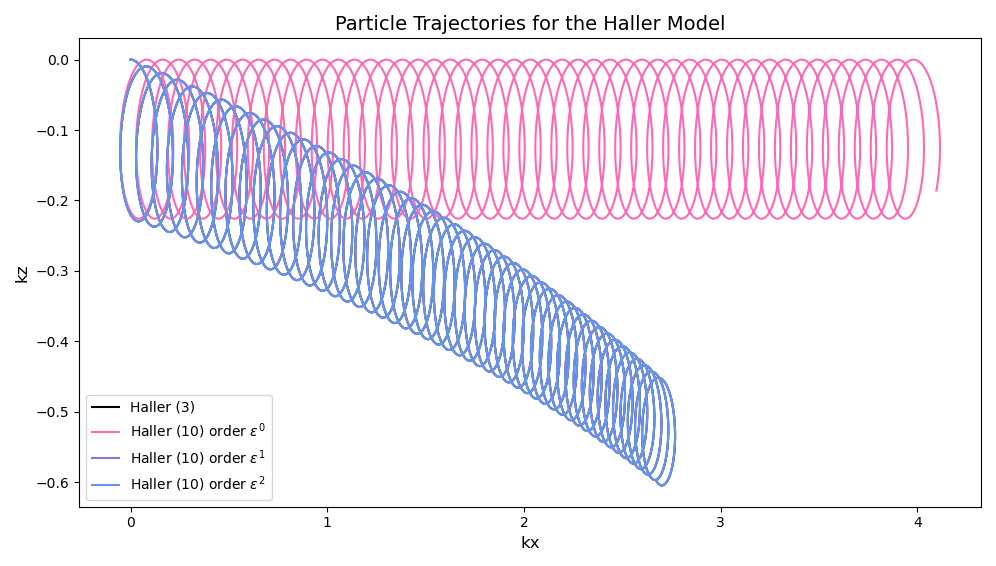 Particle Trajectories for the Haller Model
0.0
−0.1
−0.2
−0.3
−0.4
−0.5
−0.6
kz
Haller (3)
Haller (10) order ε⁰
Haller (10) order ε¹
Haller (10) order ε²
0 1 2 3 4
kx